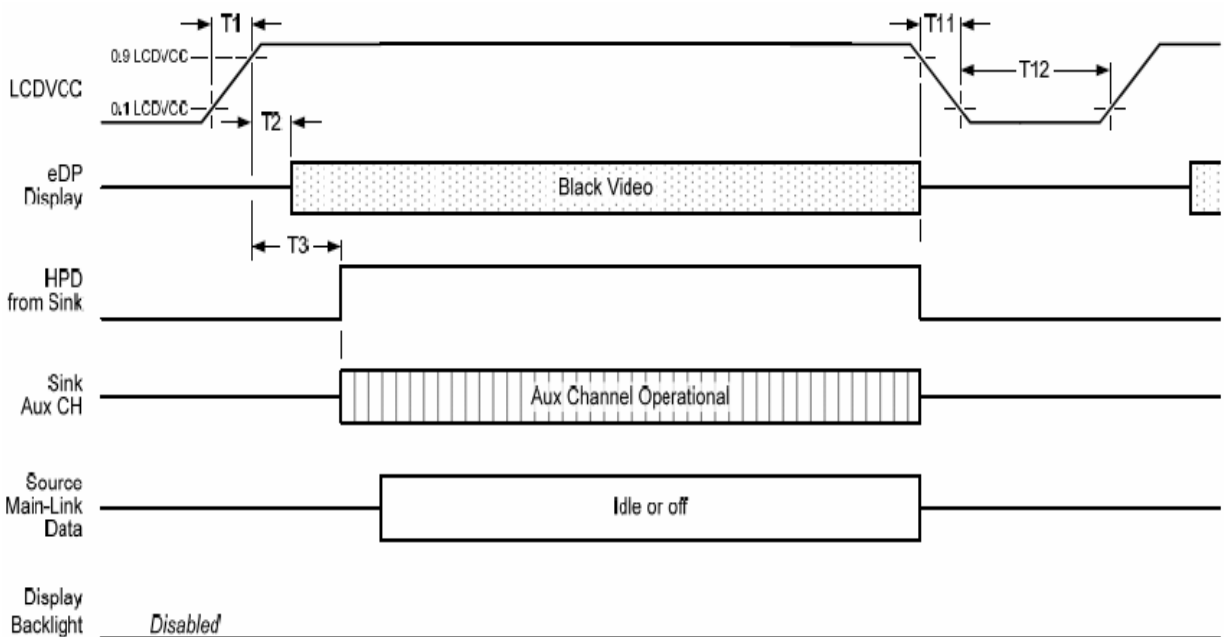 T1
T11
0.9 LCDVCC
T12
LCDVCC
0.1 LCDVCC
T2
eDP
Display
Black Video
T3
HPD
from Sink
Sink
Aux CH
Aux Channel Operational
Source
Main-Link
Data
Idle or off
Display
Backlight
Disabled